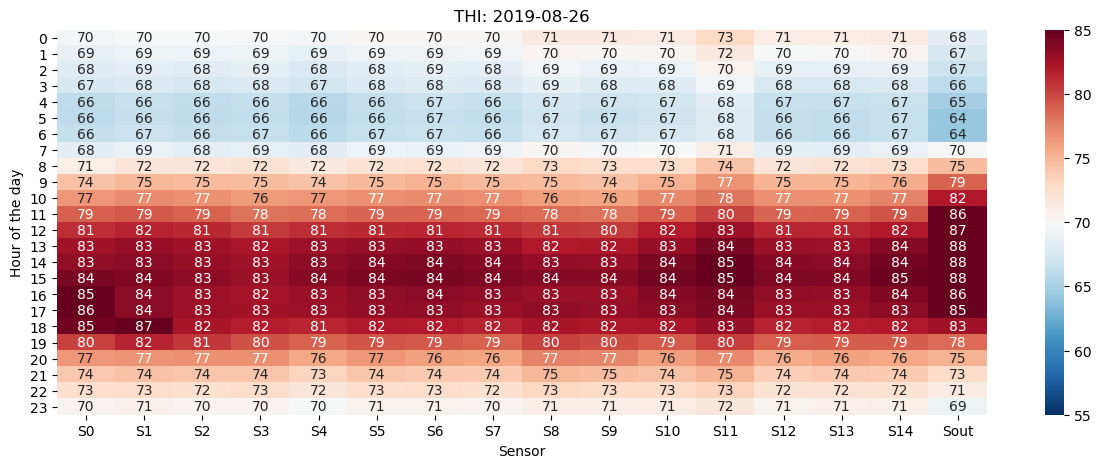 THI: 2019-08-26
Hour of the day
0 70 70 70 70 70 70 70 70 71 71 71 73 71 71 71 68
1 69 69 69 69 69 69 69 69 70 70 70 72 70 70 70 67
2 68 69 68 69 68 68 69 68 69 69 69 70 69 69 69 67
3 67 68 68 68 67 68 68 68 68 68 68 69 68 68 68 66
4 66 66 66 66 66 66 67 66 67 67 67 68 67 67 67 65
5 66 66 66 66 66 66 67 66 67 66 67 68 66 66 67 64
6 66 67 66 67 66 67 67 66 67 67 67 68 66 66 67 64
7 68 69 68 69 68 69 69 69 70 70 70 71 69 69 69 70
8 71 72 72 72 72 72 72 72 73 73 73 74 72 72 73 75
9 74 75 75 75 74 75 75 75 75 74 75 77 75 75 76 79
10 77 77 77 76 77 77 77 77 76 76 77 78 77 77 77 82
11 79 79 79 78 78 79 79 79 78 78 79 80 79 79 79 86
12 81 82 81 81 81 81 81 81 81 80 82 83 81 81 82 87
13 83 83 83 82 83 83 83 83 82 82 83 84 83 83 84 88
14 83 83 83 83 83 84 84 84 83 83 84 85 84 83 84 88
15 84 84 83 83 84 84 84 84 84 84 84 85 84 84 85 88
16 85 84 83 82 83 83 84 83 83 83 84 84 83 83 84 86
17 86 84 83 83 83 83 84 83 83 83 83 84 83 83 83 85
18 85 87 82 82 81 82 82 82 82 82 82 83 82 82 82 83
19 80 82 81 80 79 79 79 79 80 80 79 80 79 79 79 78
20 77 77 77 77 76 77 76 76 77 77 76 77 76 76 76 75
21 74 74 74 74 73 74 74 74 75 75 74 75 74 74 74 73
22 73 73 72 73 72 72 72 72 73 73 73 73 72 72 72 71
23 70 71 70 70 70 71 71 70 71 71 71 72 71 71 71 69
S0 S1 S2 S3 S4 S5 S6 S7 S8 S9 S10 S11 S12 S13 S14 Sout
Sensor
85
80
75
70
65
60
55